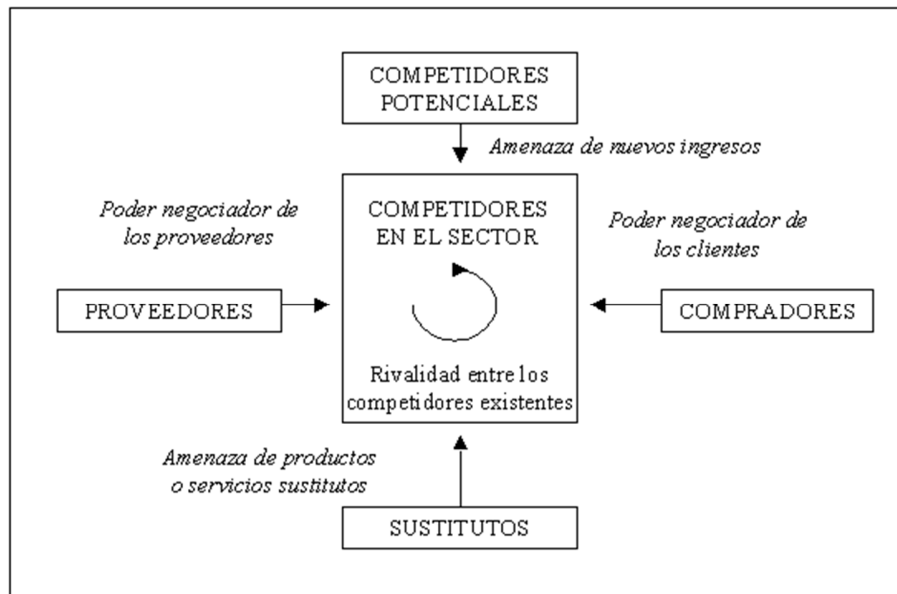 COMPETIDORES
POTENCIALES
Amenaza de nuevos ingresos
Poder negociador de
los proveedores
COMPETIDORES
EN EL SECTOR
Poder negociador de
los clientes
PROVEEDORES
COMPRADORES
Rivalidad entre los
competidores existentes
Amenaza de productos
o servicios sustitutos
SUSTITUTOS